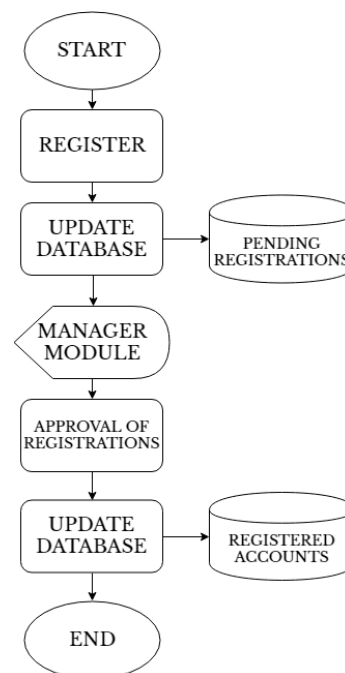 START
REGISTER
UPDATE
DATABASE
PENDING
REGISTRATIONS
MANAGER
MODULE
APPROVAL OF
REGISTRATIONS
UPDATE
DATABASE
REGISTERED
ACCOUNTS
END